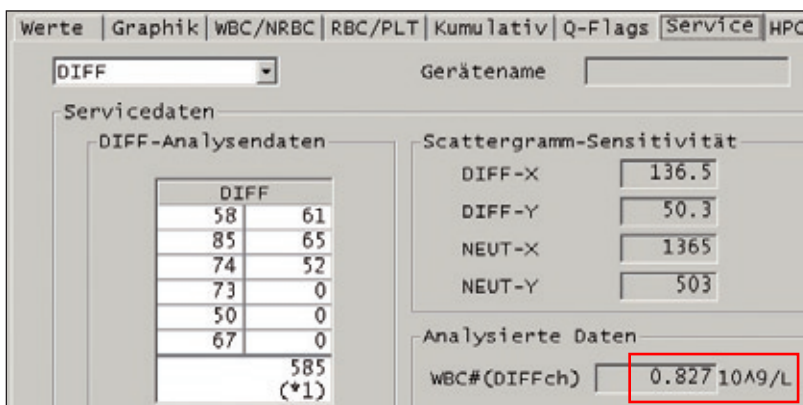 Werte Graphik WBC/NRBC RBC/PLT Kumulativ Q-Flags Service HPC
DIFF Gerätename
Servicedaten
DIFF-Analysendaten Scattergramm-Sensitivität
DIFF
DIFF-X 136.5
58 61
DIFF-Y 50.3
85 65
NEUT-X 1365
74 52
73 0
NEUT-Y 503
50 0
67 0
Analysierte Daten
585
WBC#(DIFFch) 0.827 10^9/L
(*1)